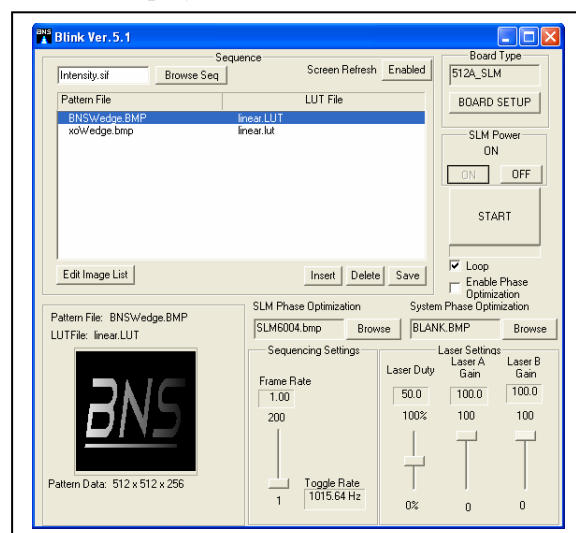 BNS Blink Ver.5.1
Sequence
Intensity.sif Browse Seq Screen Refresh Enabled
Pattern File LUT File
BNSWedge.BMP linear.LUT
xoWedge.bmp linear.lut
Edit Image List Insert Delete Save
Board Type
512A_SLM
BOARD SETUP
SLM Power
ON
ON OFF
START
Loop
Enable Phase
Optimization
Pattern File: BNSWedge.BMP
LUTFile: linear.LUT
BNS
Pattern Data: 512 x 512 x 256
SLM Phase Optimization System Phase Optimization
SLM6004.bmp Browse BLANK.BMP Browse
Sequencing Settings
Frame Rate
1.00
200
1
Toggle Rate
1015.64 Hz
Laser Settings
Laser Duty Laser A Gain Laser B Gain
50.0 100.0 100.0
100% 100 100
0% 0 0